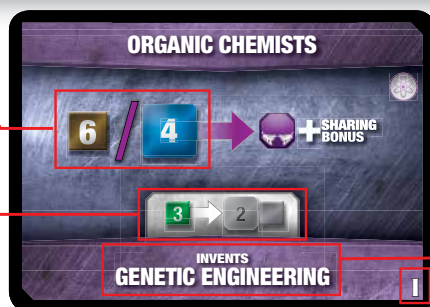 ORGANIC CHEMISTS
6 / 4
+ SHARING
BONUS
3 2
INVENTS
GENETIC ENGINEERING
I